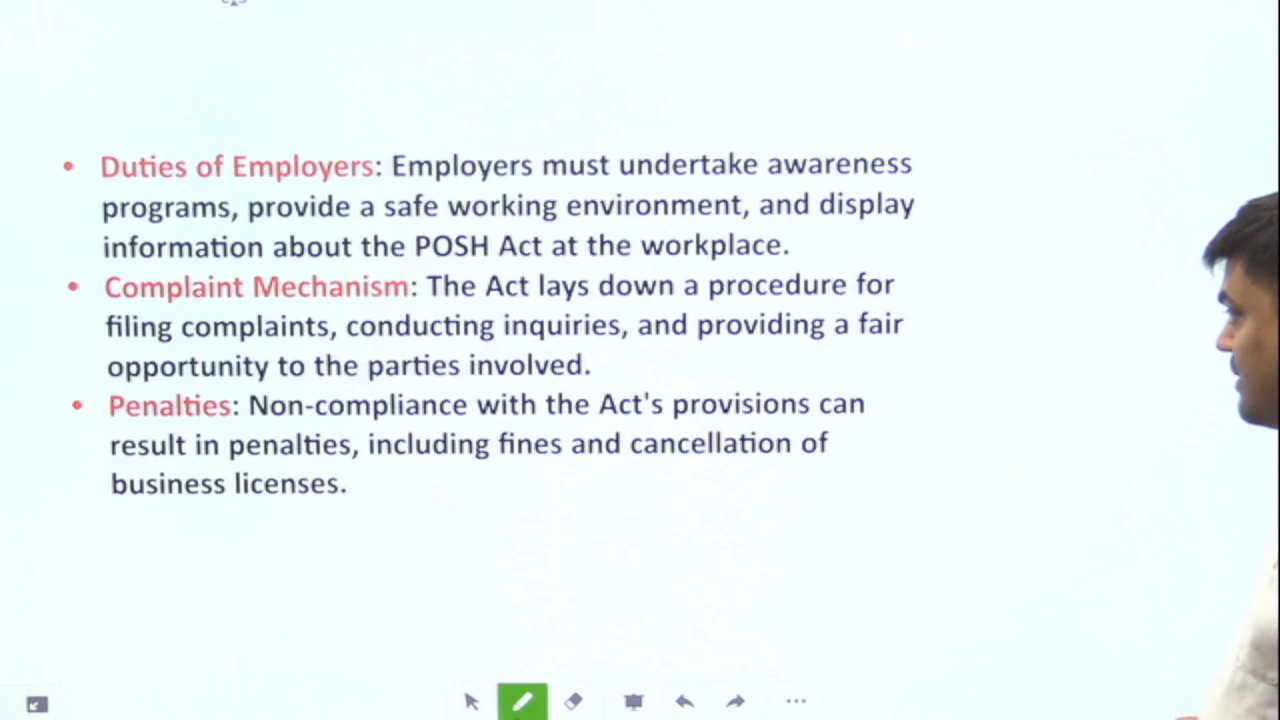 • Duties of Employers: Employers must undertake awareness
programs, provide a safe working environment, and display
information about the POSH Act at the workplace.
• Complaint Mechanism: The Act lays down a procedure for
filing complaints, conducting inquiries, and providing a fair
opportunity to the parties involved.
• Penalties: Non-compliance with the Act's provisions can
result in penalties, including fines and cancellation of
business licenses.